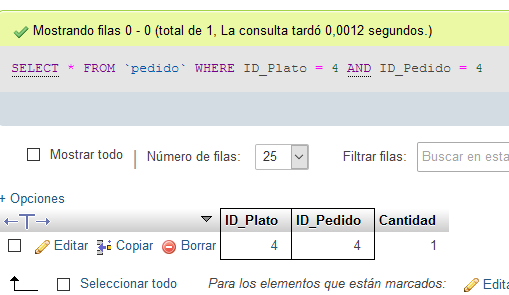 Mostrando filas 0 - 0 (total de 1, La consulta tardó 0,0012 segundos.)
SELECT * FROM `pedido` WHERE ID_Plato = 4 AND ID_Pedido = 4
Mostrar todo Número de filas: 25 Filtrar filas: Buscar en esta
+ Opciones
←T→ ID_Plato ID_Pedido Cantidad
Editar Copiar Borrar 4 4 1
Seleccionar todo Para los elementos que están marcados: Edita